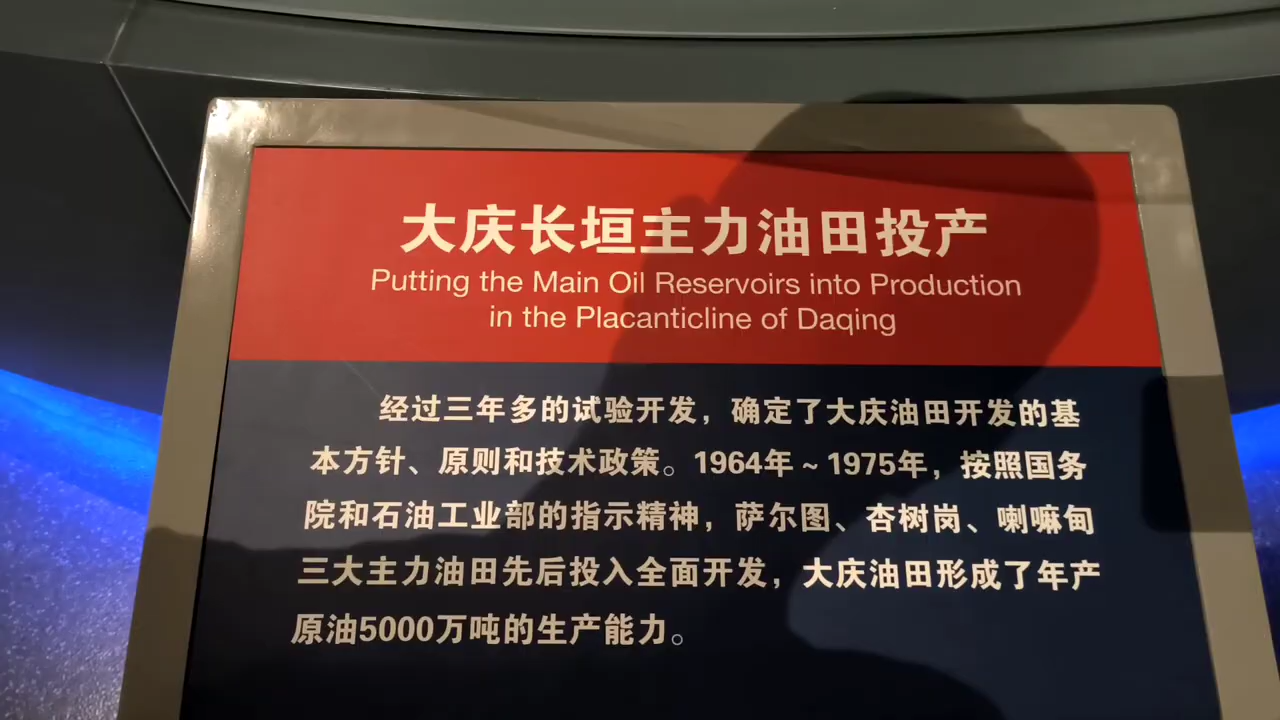 大庆长垣主力油田投产
Putting the Main Oil Reservoirs into Production
in the Placanticline of Daqing
经过三年多的试验开发，确定了大庆油田开发的基
本方针、原则和技术政策。1964年～1975年，按照国务
院和石油工业部的指示精神，萨尔图、杏树岗、喇嘛甸
三大主力油田先后投入全面开发，大庆油田形成了年产
原油5000万吨的生产能力。